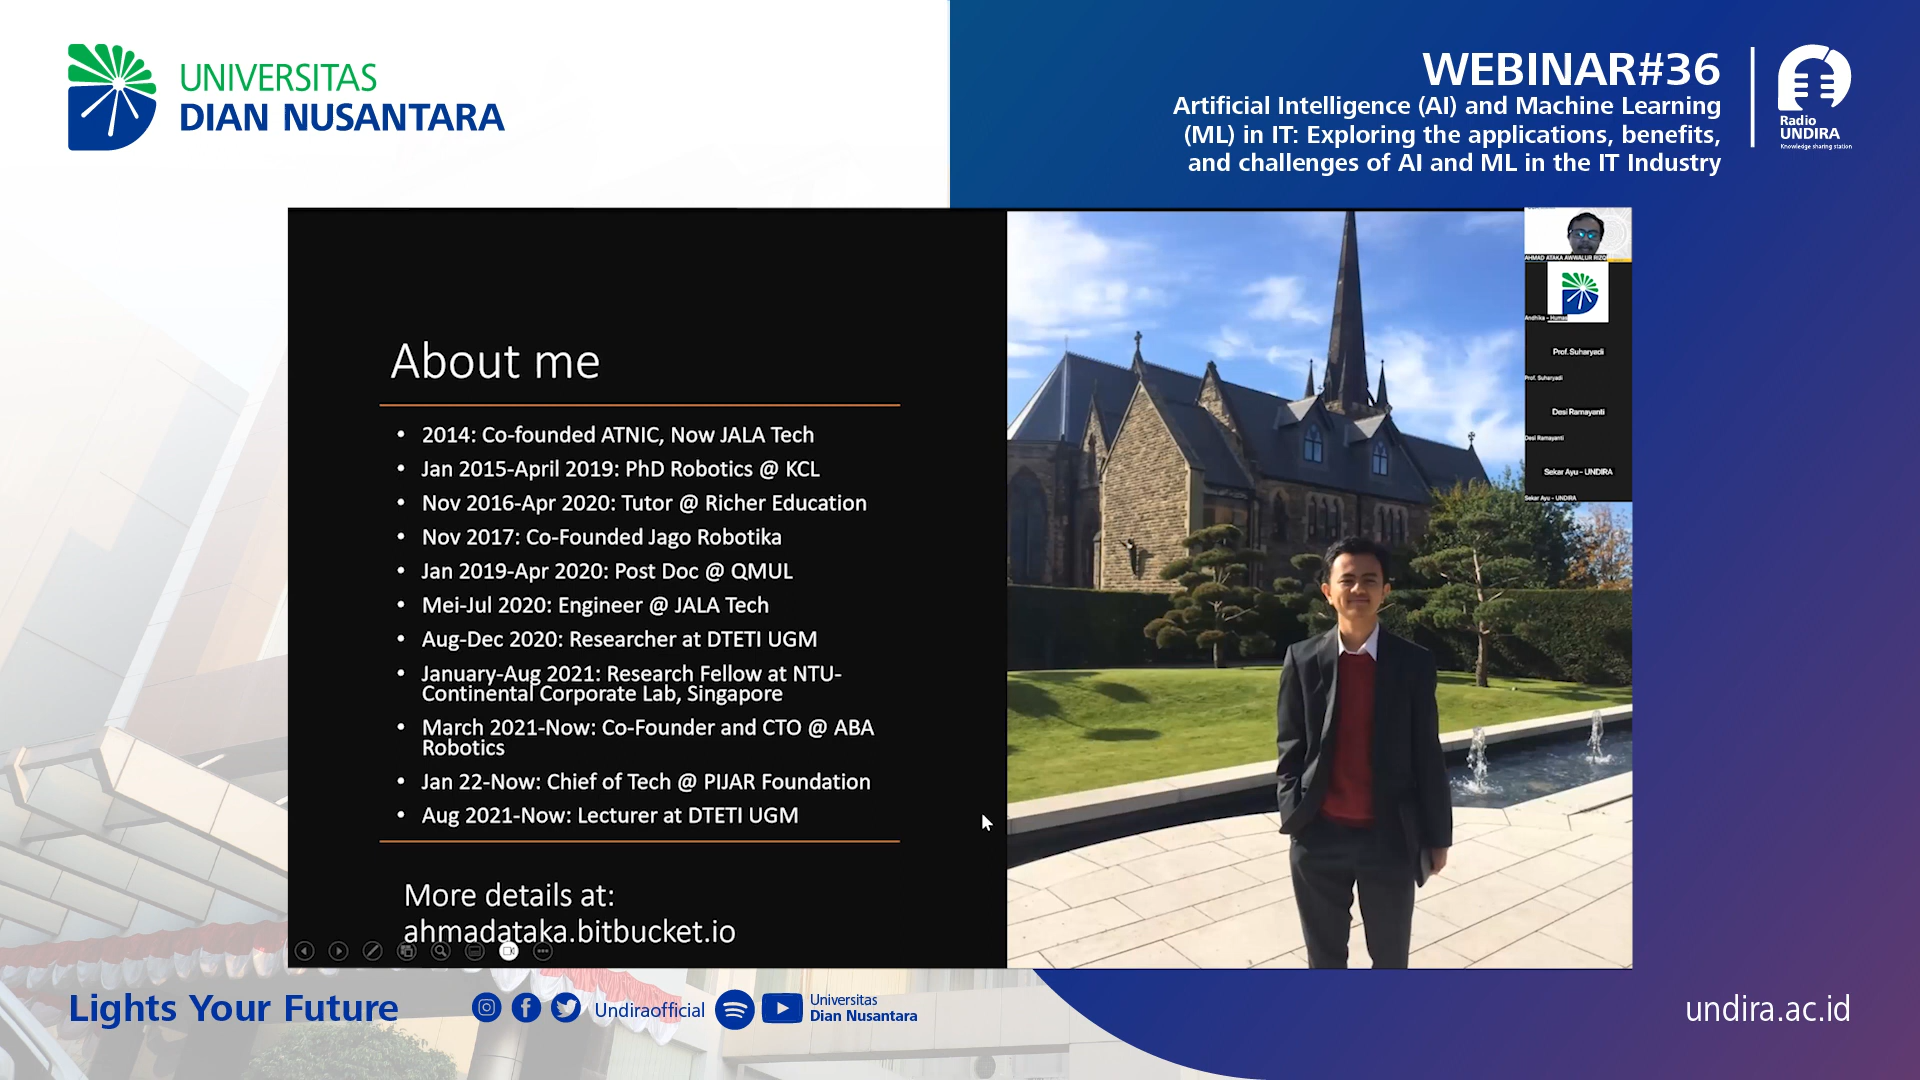 UNIVERSITAS
DIAN NUSANTARA
WEBINAR#36
Artificial Intelligence (AI) and Machine Learning
(ML) in IT: Exploring the applications, benefits,
and challenges of AI and ML in the IT Industry
Radio
UNDIRA
Knowledge sharing station
About me
• 2014: Co-founded ATNIC, Now JALA Tech
• Jan 2015-April 2019: PhD Robotics @ KCL
• Nov 2016-Apr 2020: Tutor @ Richer Education
• Nov 2017: Co-Founded Jago Robotika
• Jan 2019-Apr 2020: Post Doc @ QMUL
• Mei-Jul 2020: Engineer @ JALA Tech
• Aug-Dec 2020: Researcher at DTETI UGM
• January-Aug 2021: Research Fellow at NTU-
Continental Corporate Lab, Singapore
• March 2021-Now: Co-Founder and CTO @ ABA
Robotics
• Jan 22-Now: Chief of Tech @ PIJAR Foundation
• Aug 2021-Now: Lecturer at DTETI UGM
More details at:
ahmadataka.bitbucket.io
AHMAD ATAKA AWWALUR RIZQI
Andhika - Humas
Prof. Suharyadi
Prof. Suharyadi
Desi Ramayanti
Desi Ramayanti
Sekar Ayu - UNDIRA
Sekar Ayu - UNDIRA
Lights Your Future
Undiraofficial
Universitas
Dian Nusantara
undira.ac.id